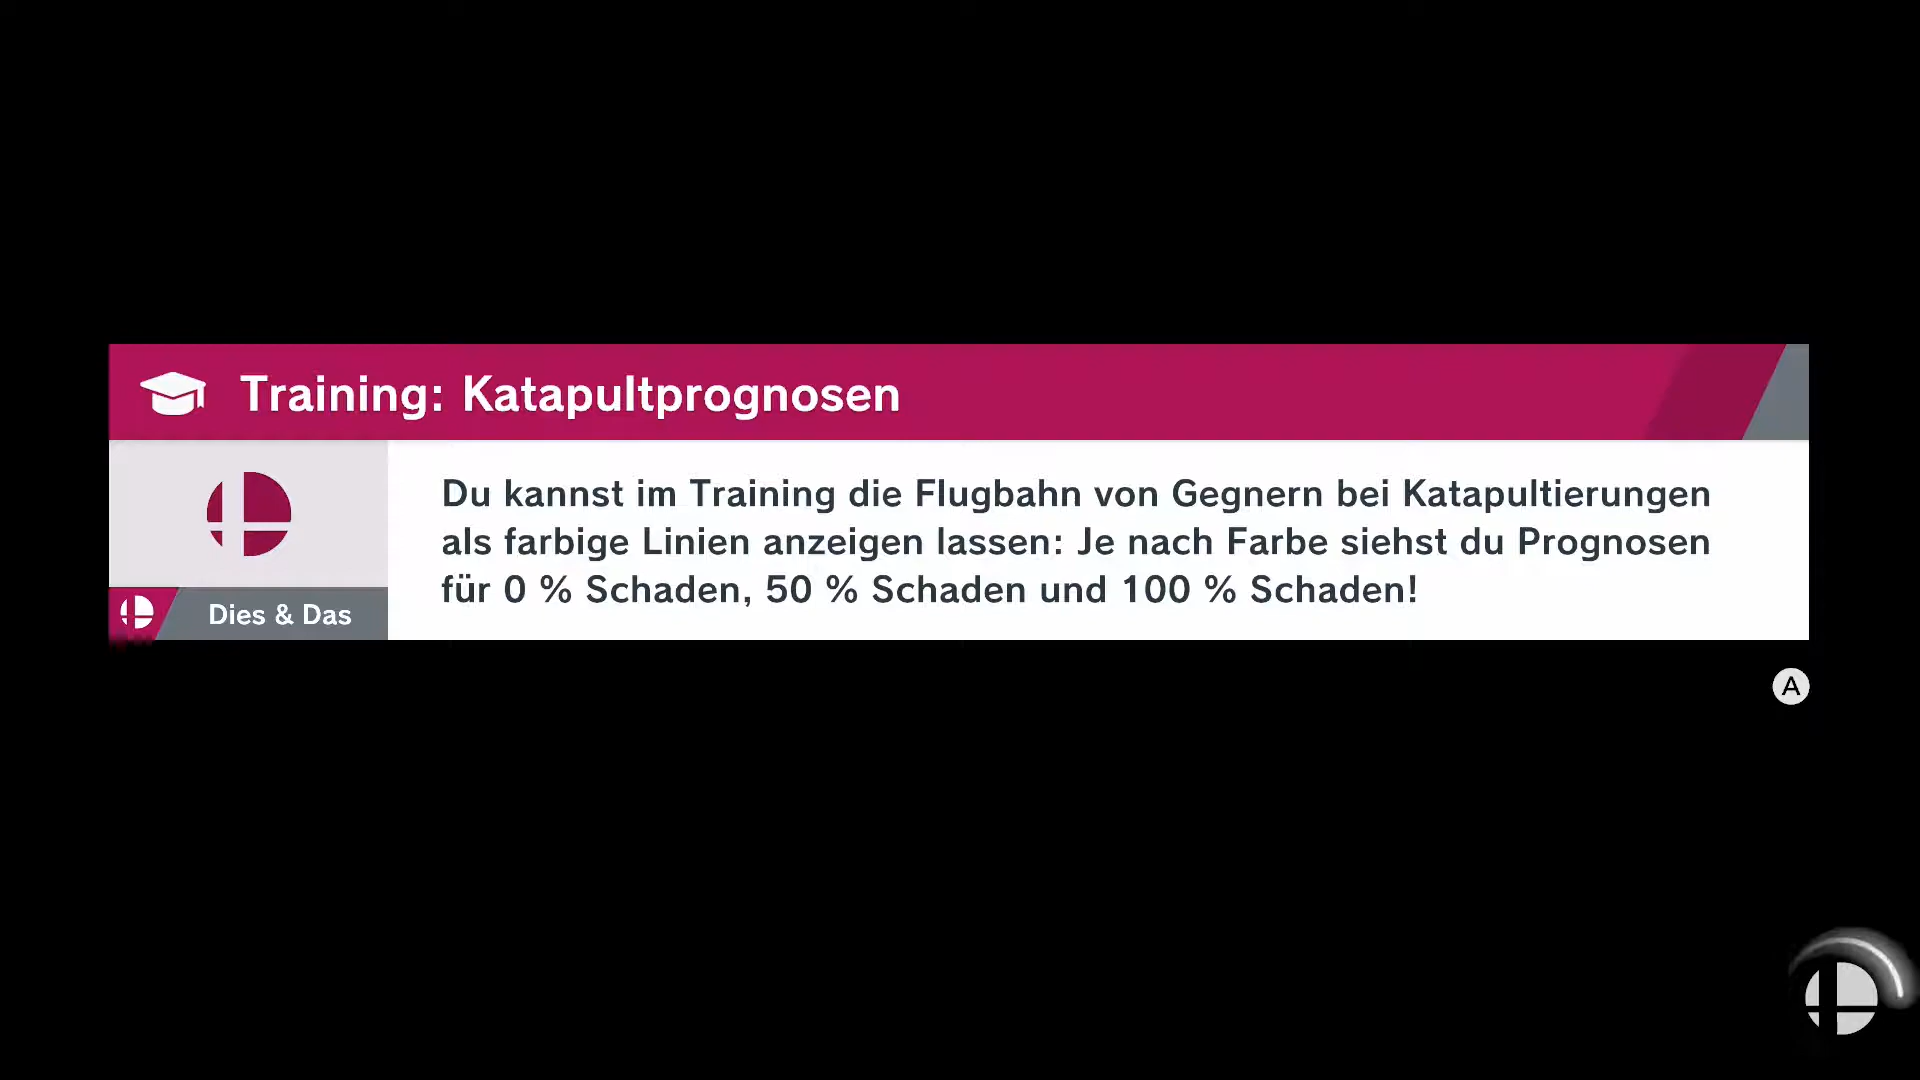 Training: Katapultprognosen
Du kannst im Training die Flugbahn von Gegnern bei Katapultierungen
als farbige Linien anzeigen lassen: Je nach Farbe siehst du Prognosen
für 0 % Schaden, 50 % Schaden und 100 % Schaden!
Dies & Das
A